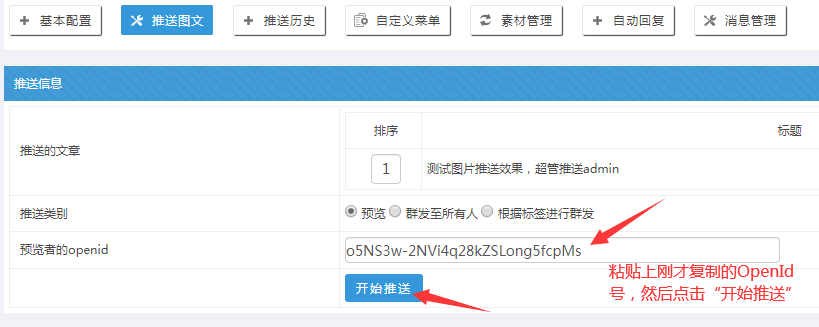 基本配置 推送图文 推送历史 自定义菜单 素材管理 自动回复 消息管理
推送信息
排序 标题
推送的文章
1 测试图片推送效果，超管推送admin
推送类别 预览 群发至所有人 根据标签进行群发
预览者的openid o5NS3w-2NVi4q28kZSLong5fcpMs
粘贴上刚才复制的OpenId
号，然后点击“开始推送”
开始推送